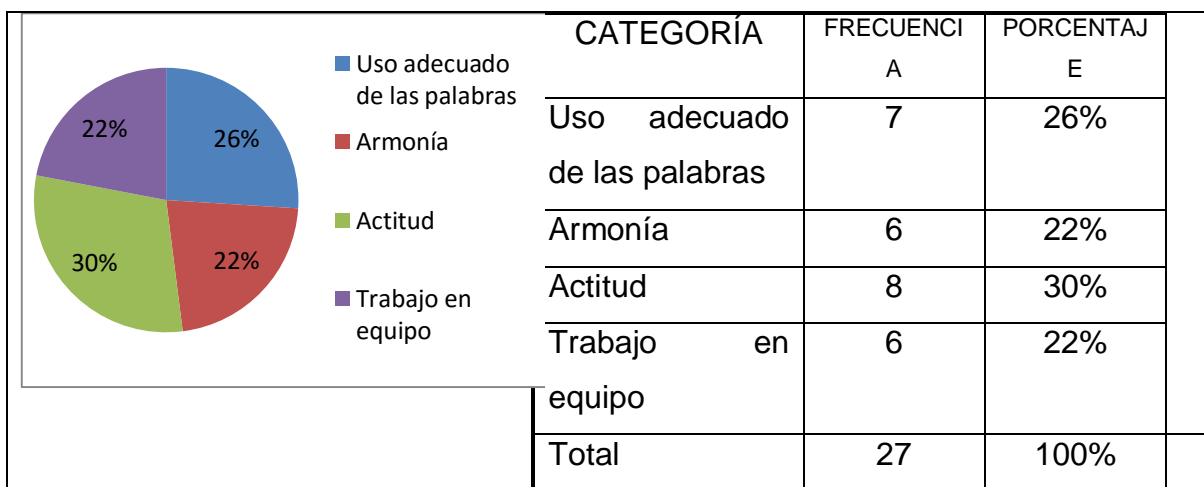 22%
26%
30%
22%
Uso adecuado
de las palabras
Armonía
Actitud
Trabajo en
equipo
CATEGORÍA FRECUENCI PORCENTAJ
A E
Uso adecuado 7 26%
de las palabras
Armonía 6 22%
Actitud 8 30%
Trabajo en 6 22%
equipo
Total 27 100%